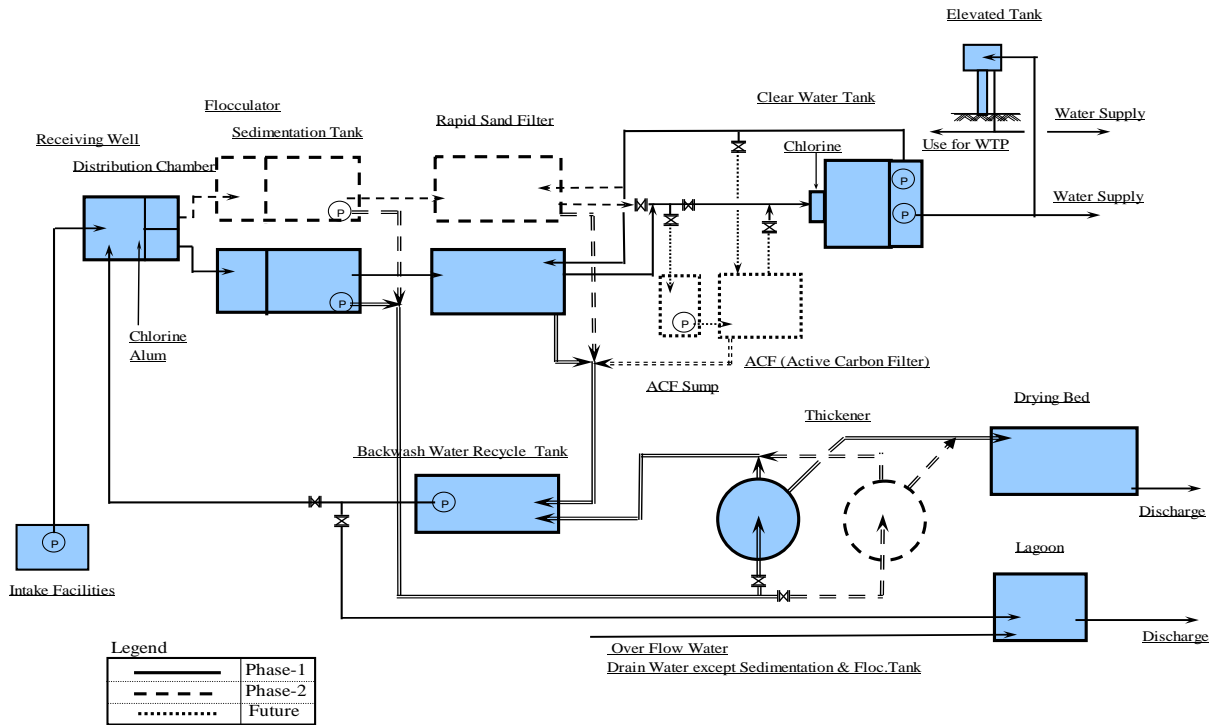 Elevated Tank
Clear Water Tank
Flocculator
Sedimentation Tank
Rapid Sand Filter
Receiving Well
Distribution Chamber
Chlorine
Use for WTP
Water Supply
P
P
Water Supply
P
P
P
Chlorine
Alum
ACF (Active Carbon Filter)
ACF Sump
Drying Bed
Thickener
Backwash Water Recycle Tank
P
Discharge
P
Intake Facilities
Lagoon
Discharge
Over Flow Water
Drain Water except Sedimentation & Floc.Tank
Legend
Phase-1
Phase-2
Future